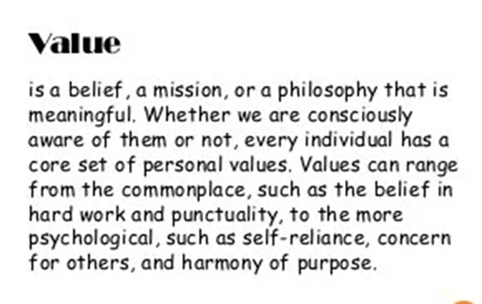 Value
is a belief, a mission, or a philosophy that is
meaningful. Whether we are consciously
aware of them or not, every individual has a
core set of personal values. Values can range
from the commonplace, such as the belief in
hard work and punctuality, to the more
psychological, such as self-reliance, concern
for others, and harmony of purpose.